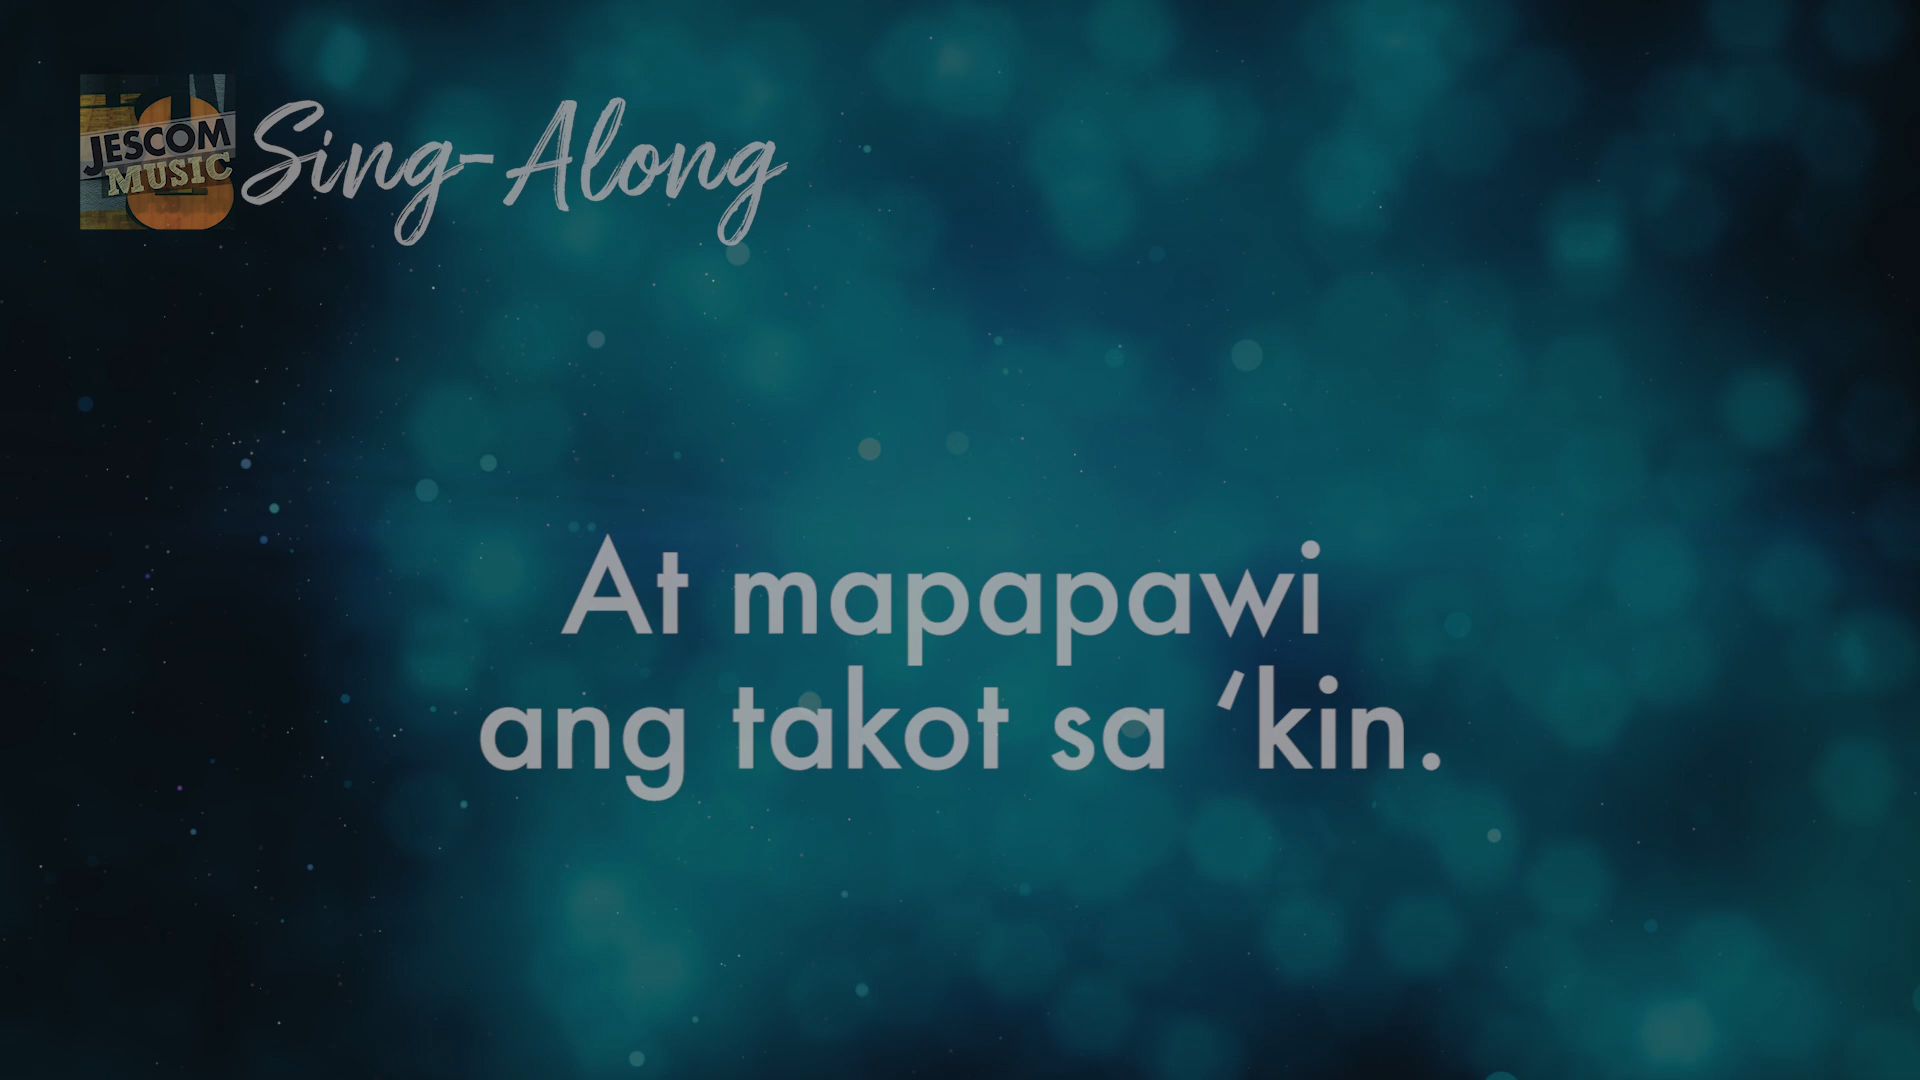 JESCOM
MUSIC
Sing-Along
At mapapawi
ang takot sa ‘kin.